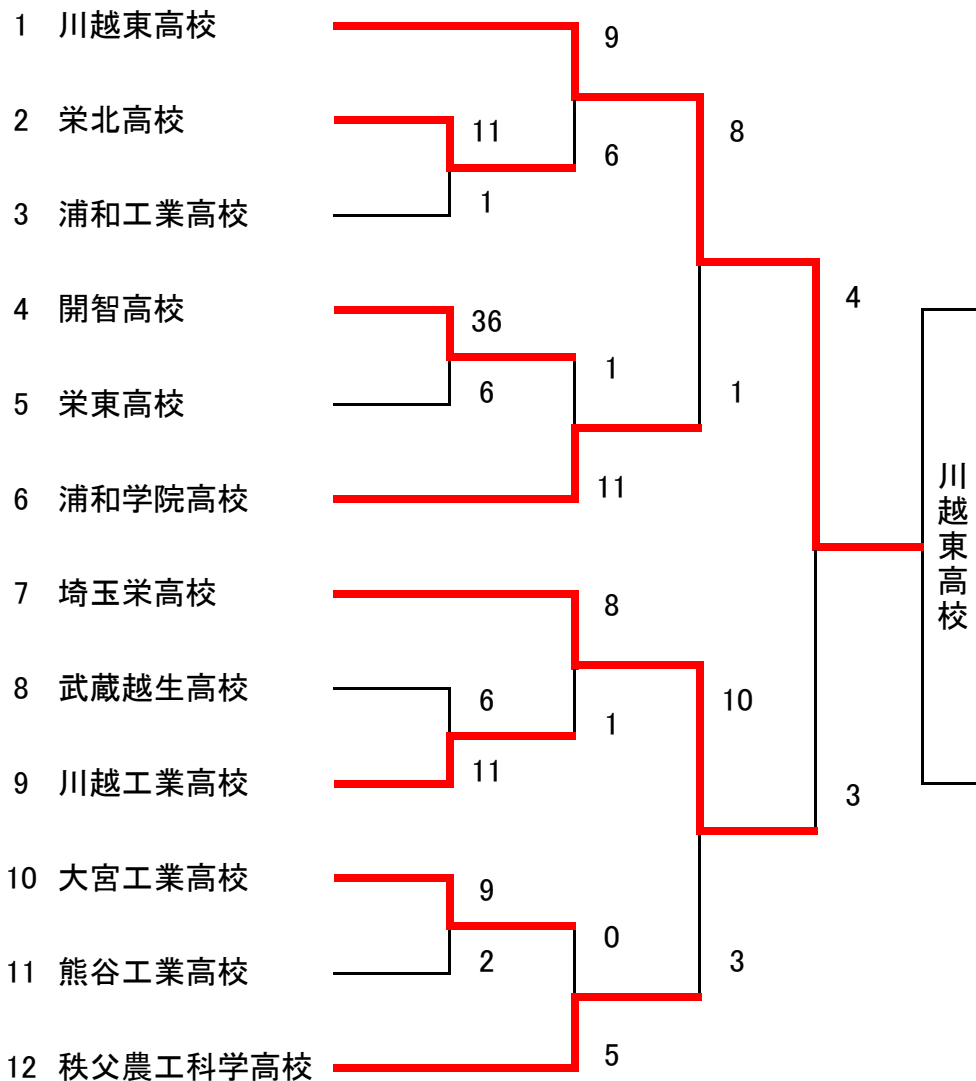 1 川越東高校
9
2 栄北高校
11
8
6
1
3 浦和工業高校
4
4 開智高校
36
1
6
1
5 栄東高校
11
6 浦和学院高校
川越東高校
7 埼玉栄高校
8
8 武蔵越生高校
6
10
1
9 川越工業高校
11
3
10 大宮工業高校
9
0
2
3
11 熊谷工業高校
5
12 秩父農工科学高校